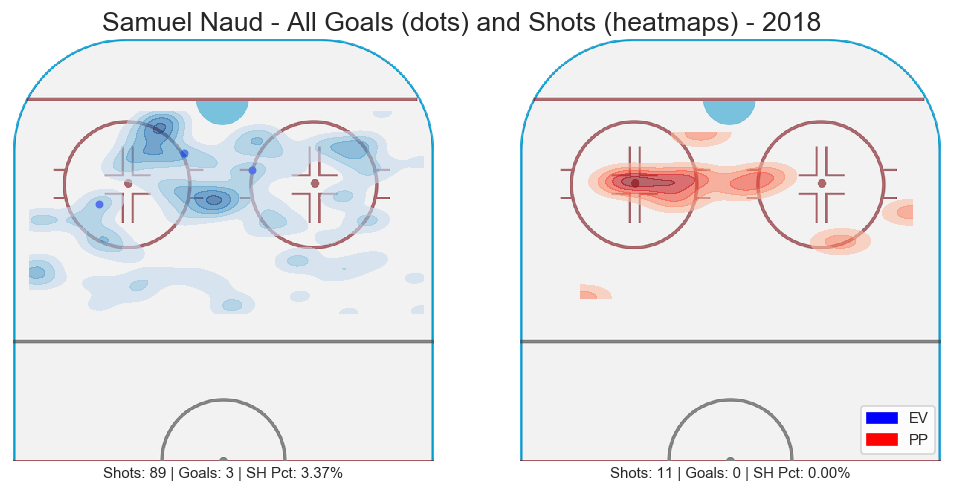 Samuel Naud - All Goals (dots) and Shots (heatmaps) - 2018
EV
PP
Shots: 89 | Goals: 3 | SH Pct: 3.37%
Shots: 11 | Goals: 0 | SH Pct: 0.00%